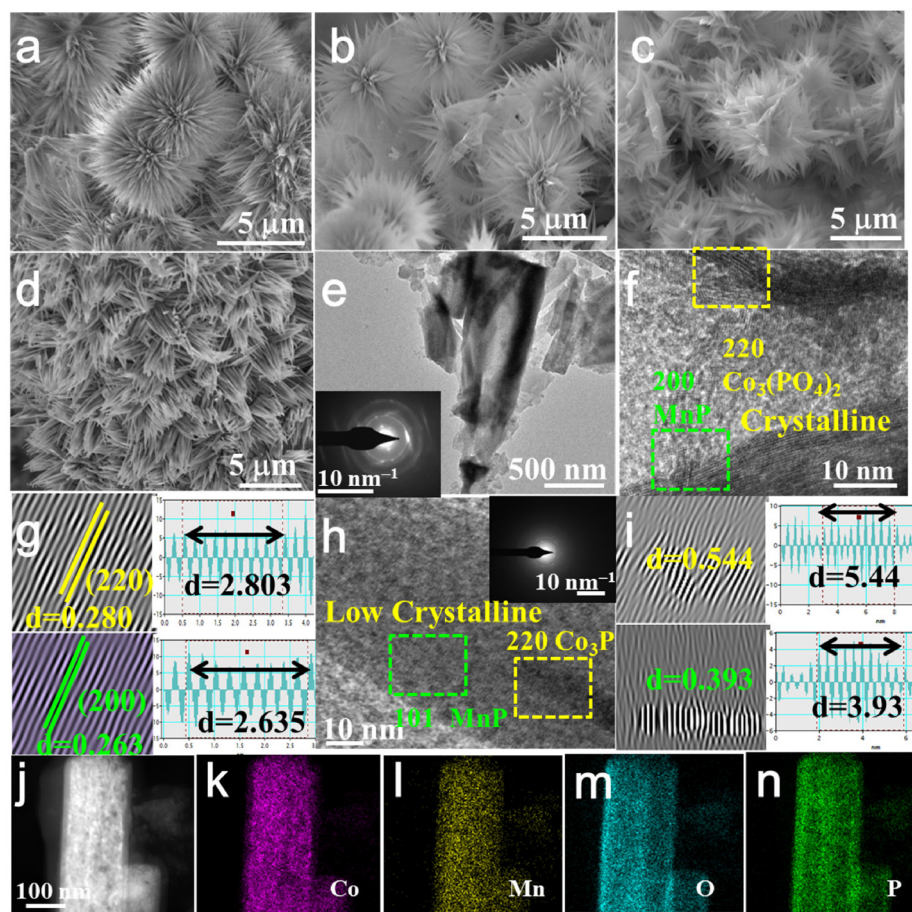 a
5 μm
b
5 μm
c
5 μm
d
5 μm
e
10 nm⁻¹
500 nm
f
220
Co₃(PO₄)₂
200
MnP
Crystalline
10 nm
g
(220)
d=0.280
d=2.803
(200)
d=0.263
d=2.635
h
10 nm⁻¹
Low Crystalline
220 Co₃P
101 MnP
10 nm
i
d=0.544
d=5.44
d=0.393
d=3.93
j
100 nm
k
Co
l
Mn
m
O
n
P